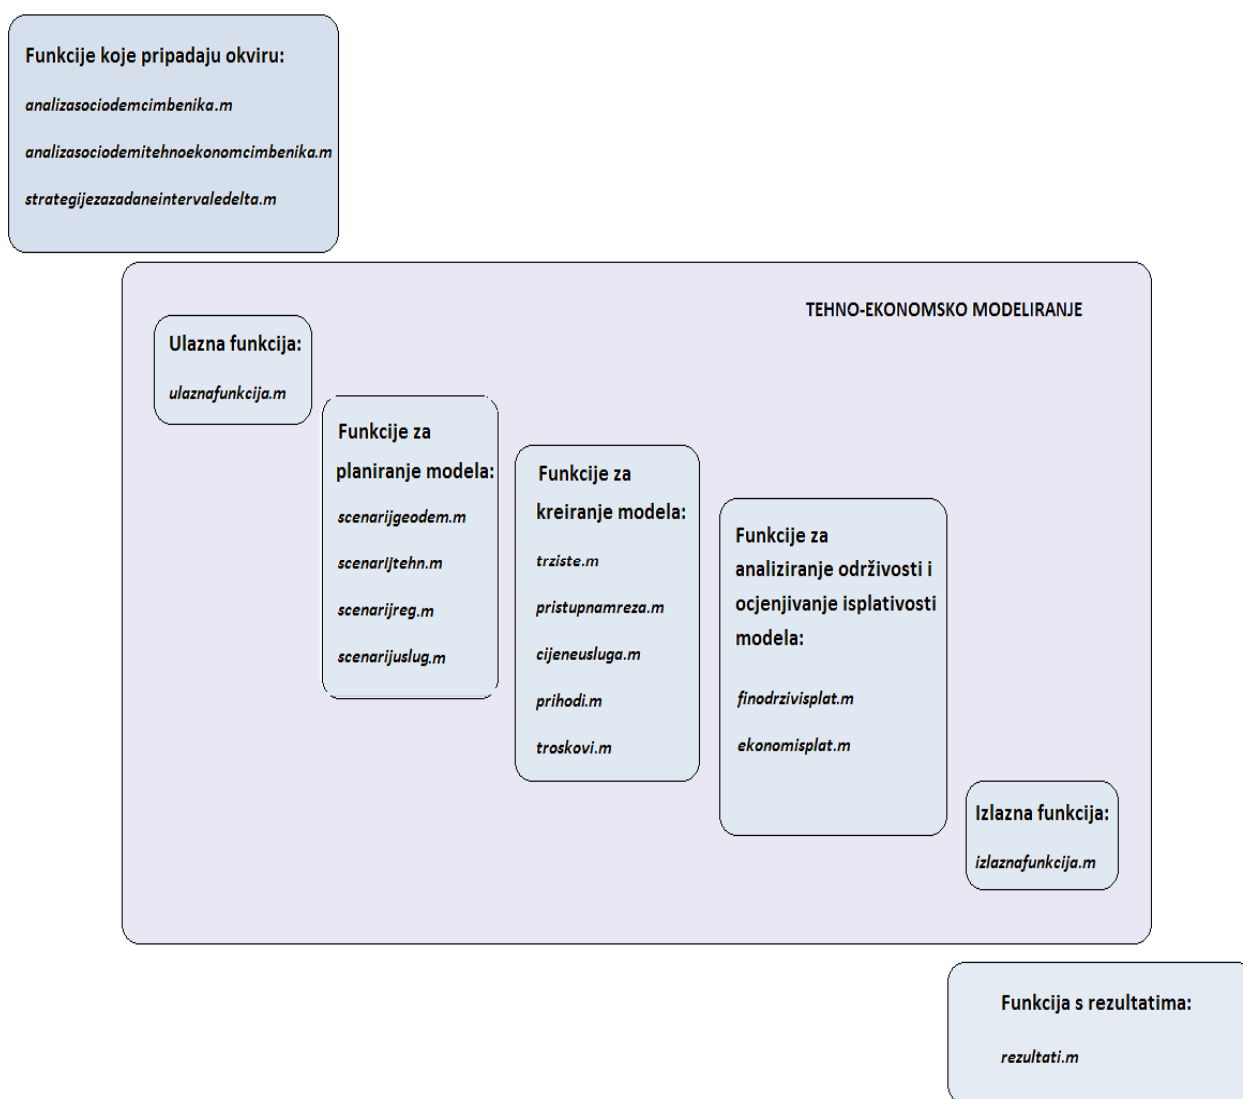 Funkcije koje pripadaju okviru:
analizasociodemcimbenika.m
analizasociodemitehnoekonomcimbenika.m
strategijezazadaneintervaledelta.m
TEHNO-EKONOMSKO MODELIRANJE
Ulazna funkcija:
ulaznafunkcija.m
Funkcije za
planiranje modela:
scenarijgeodem.m
scenarijtehn.m
scenarijreg.m
scenarijuslug.m
Funkcije za
kreiranje modela:
trziste.m
pristupnamreza.m
cijeneusluga.m
prihodi.m
troskovi.m
Funkcije za
analiziranje održivosti i
ocjenjivanje isplativosti
modela:
finodrzivisplat.m
ekonomisplat.m
Izlazna funkcija:
izlaznafunkcija.m
Funkcija s rezultatima:
rezultati.m